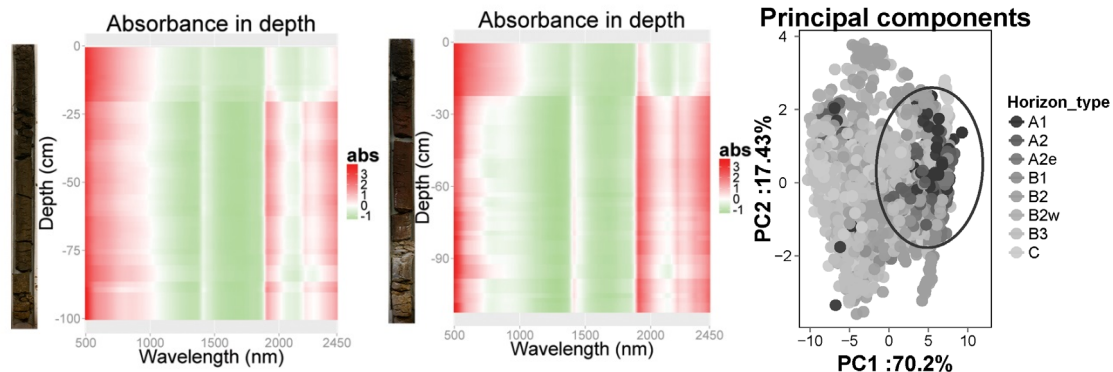 Absorbance in depth
0
-25
-50
-75
-100
Depth (cm)
500
1000
1500
2000
2450
Wavelength (nm)
abs
3
2
1
0
-1
Absorbance in depth
0
-30
-60
-90
Depth (cm)
500
1000
1500
2000
2450
Wavelength (nm)
abs
3
2
1
0
-1
Principal components
4
2
0
−2
PC2 :17.43%
−10
−5
0
5
10
PC1 :70.2%
Horizon_type
A1
A2
A2e
B1
B2
B2w
B3
C